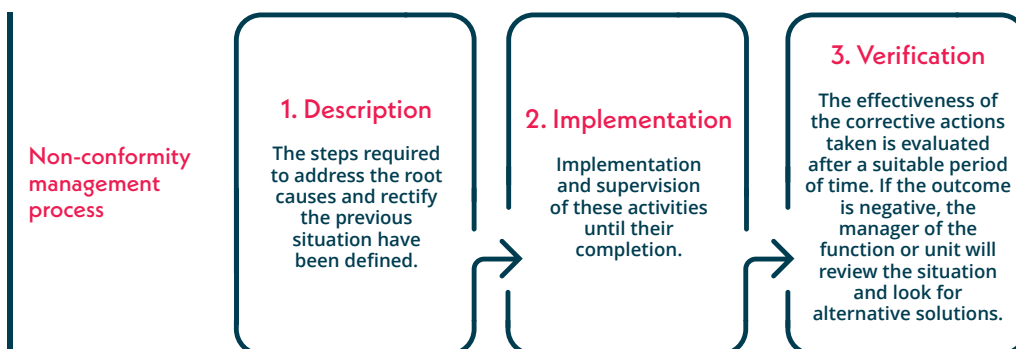 Non-conformity
management
process
1. Description
The steps required
to address the root
causes and rectify
the previous
situation have
been defined.
2. Implementation
Implementation
and supervision
of these activities
until their
completion.
3. Verification
The effectiveness of
the corrective actions
taken is evaluated
after a suitable period
of time. If the outcome
is negative, the
manager of the
function or unit will
review the situation
and look for
alternative solutions.